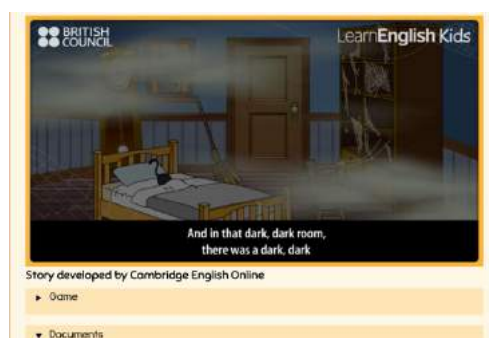 BRITISH
COUNCIL
LearnEnglish Kids
And in that dark, dark room,
there was a dark, dark
Story developed by Cambridge English Online
Game
Documents